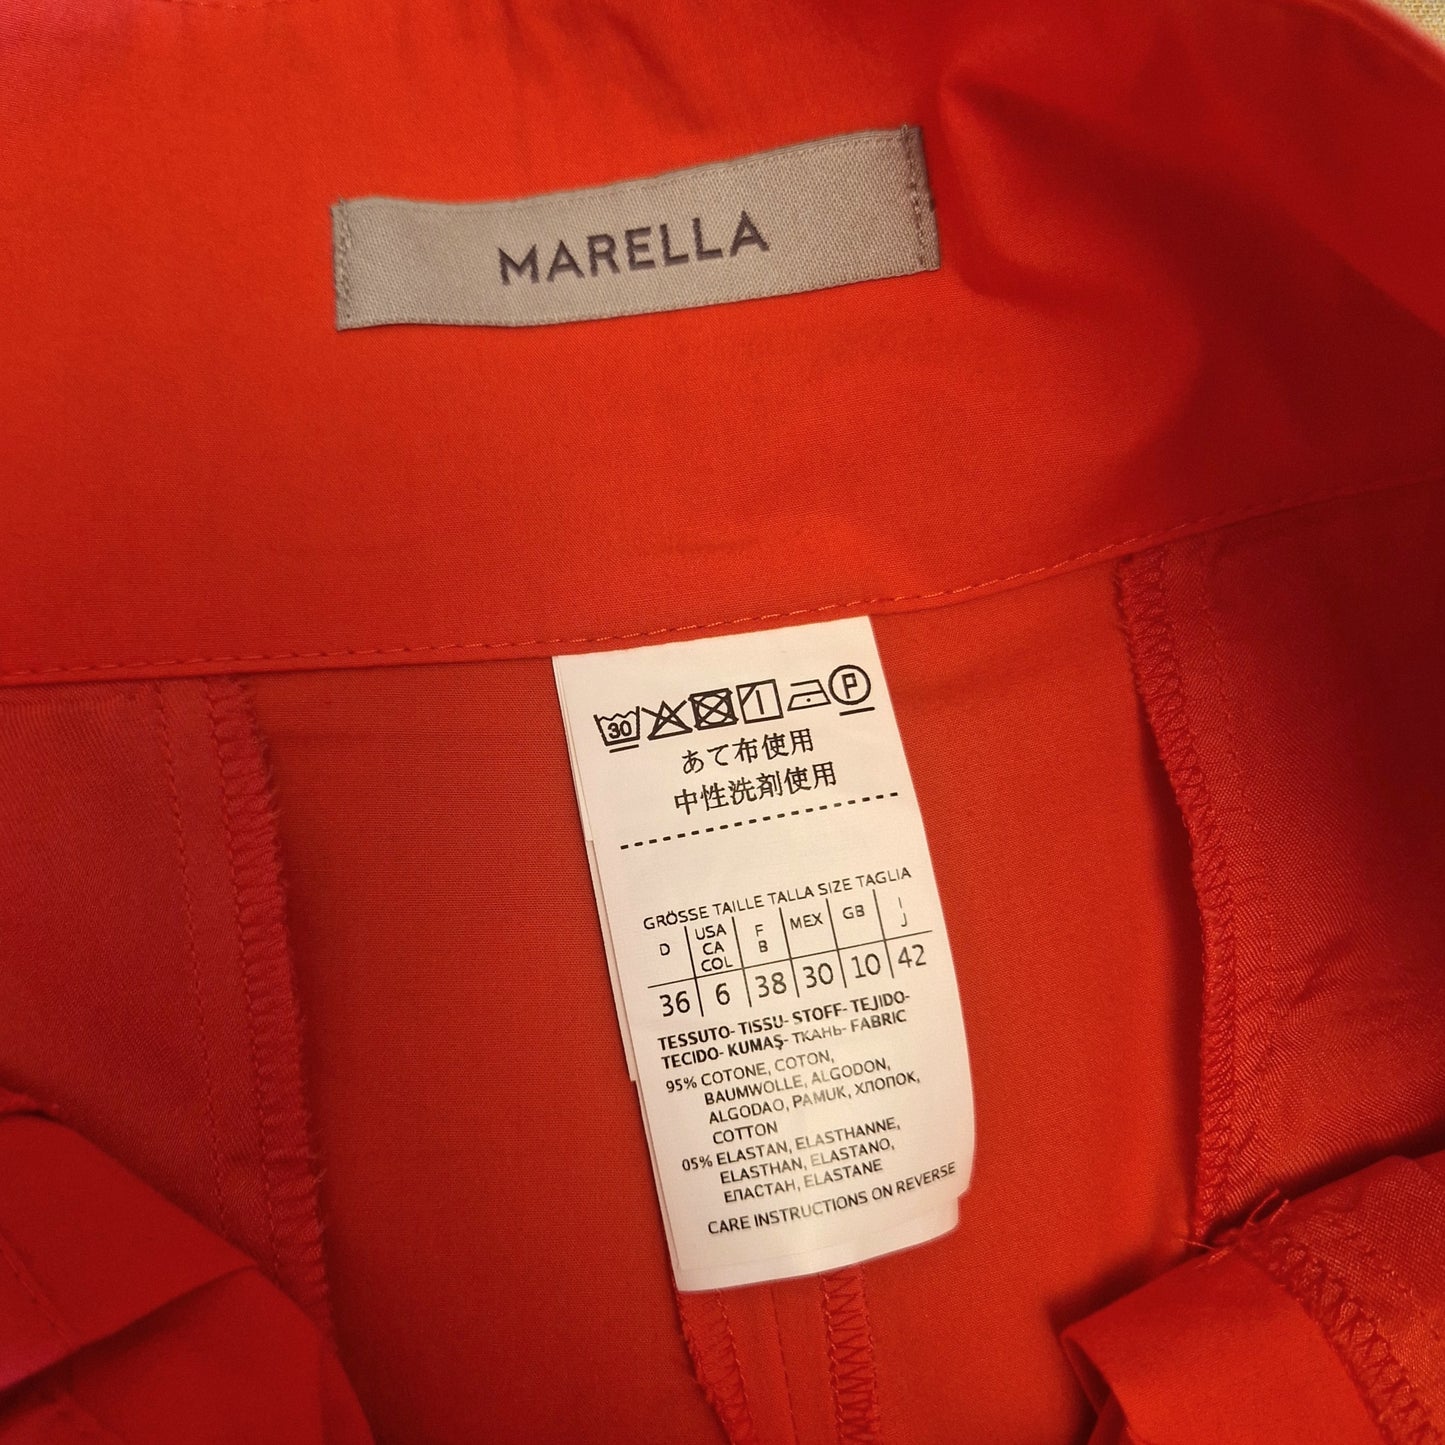 MARELLA
30 P
あて布使用
中性洗剤使用
GRÖSSE TAILLE TALLA SIZE TAGLIA
D USA CA COL F B MEX GB I J
36 6 38 30 10 42
TESSUTO- TISSU- STOFF- TEJIDO-
TECIDO- KUMAŞ- ТКАНЬ- FABRIC
95% COTONE, COTON,
BAUMWOLLE, ALGODON,
ALGODAO, PAMUK, ХЛОПОК,
COTTON
05% ELASTAN, ELASTHANNE,
ELASTHAN, ELASTANO,
ЕЛАСТАН, ELASTANE
CARE INSTRUCTIONS ON REVERSE